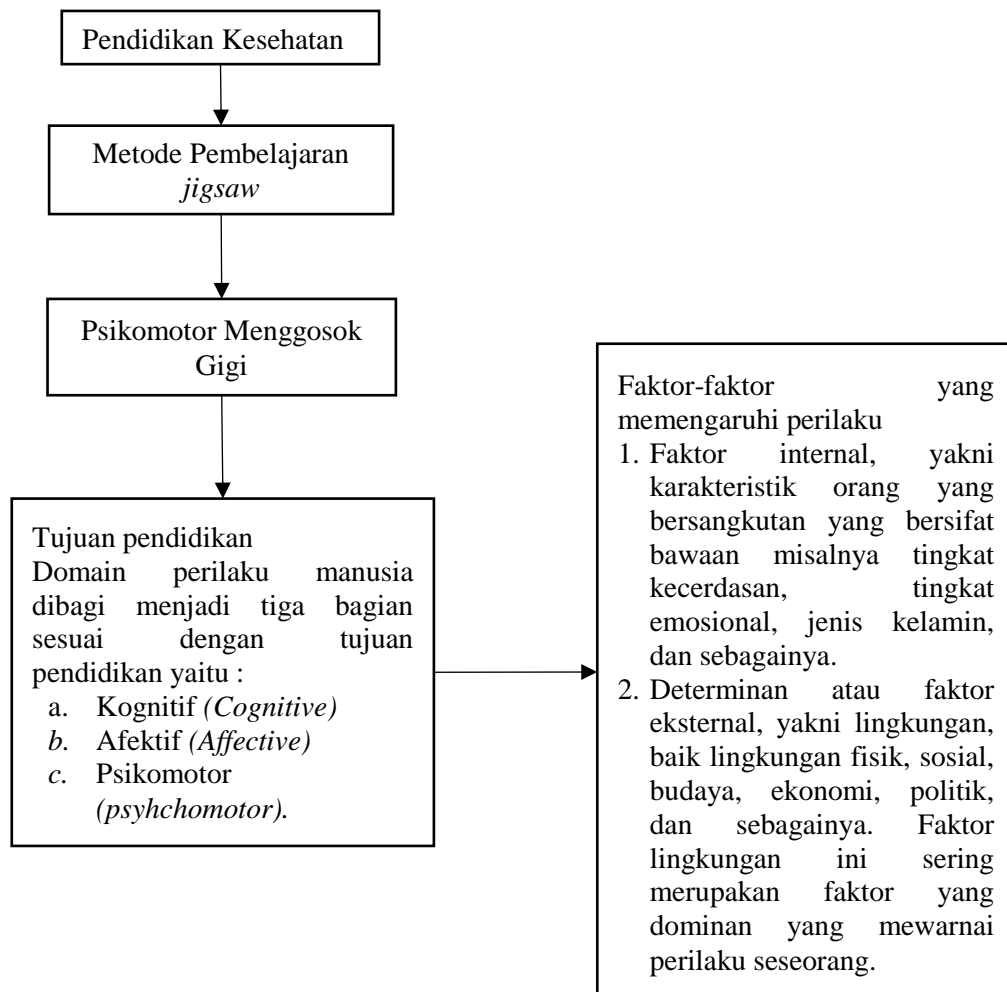 Pendidikan Kesehatan
Metode Pembelajaran
jigsaw
Psikomotor Menggosok
Gigi
Tujuan pendidikan
Domain perilaku manusia
dibagi menjadi tiga bagian
sesuai dengan tujuan
pendidikan yaitu :
a. Kognitif (Cognitive)
b. Afektif (Affective)
c. Psikomotor
(psyhchomotor).
Faktor-faktor yang
memengaruhi perilaku
1. Faktor internal, yakni
karakteristik orang yang
bersangkutan yang bersifat
bawaan misalnya tingkat
kecerdasan, tingkat
emosional, jenis kelamin,
dan sebagainya.
2. Determinan atau faktor
eksternal, yakni lingkungan,
baik lingkungan fisik, sosial,
budaya, ekonomi, politik,
dan sebagainya. Faktor
lingkungan ini sering
merupakan faktor yang
dominan yang mewarnai
perilaku seseorang.